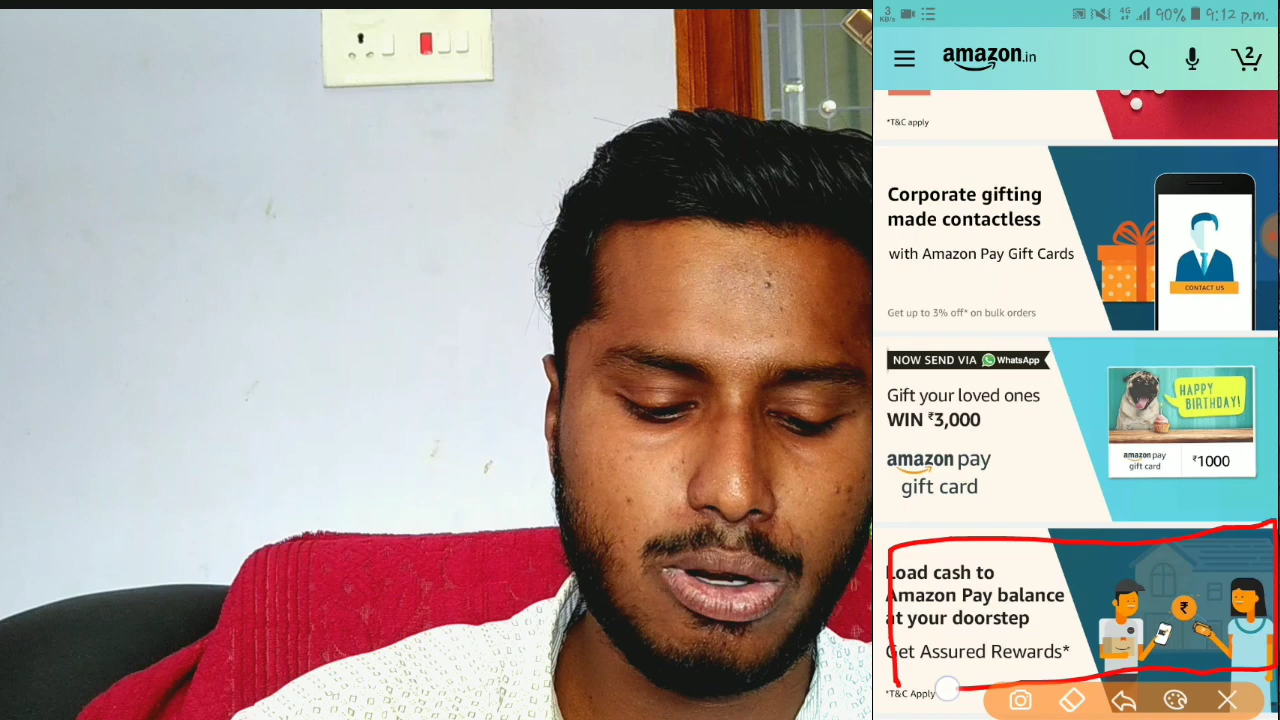 3
KB/s
4G
90%
9:12 p.m.
amazon.in
2
*T&C apply
Corporate gifting
made contactless
with Amazon Pay Gift Cards
CONTACT US
Get up to 3% off* on bulk orders
NOW SEND VIA WhatsApp
Gift your loved ones
WIN ₹3,000
amazon pay
gift card
HAPPY
BIRTHDAY!
amazon pay
gift card
₹1000
Load cash to
Amazon Pay balance
at your doorstep
Get Assured Rewards*
₹
*T&C Apply